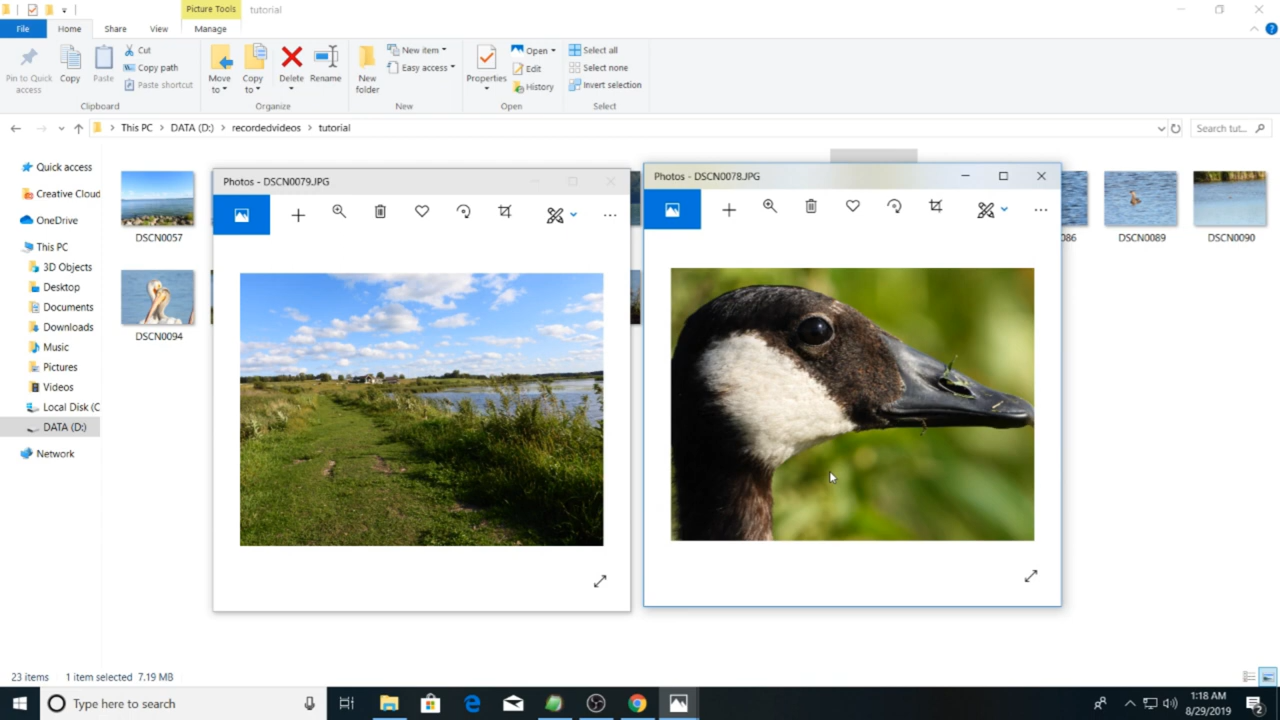 Picture Tools
tutorial
File
Home
Share
View
Manage
Pin to Quick
access
Copy
Paste
Cut
Copy path
Paste shortcut
Clipboard
Move
to
Copy
to
Delete
Rename
Organize
New
folder
New item
Easy access
New
Properties
Open
Edit
History
Open
Select all
Select none
Invert selection
Select
This PC
DATA (D:)
recordedvideos
tutorial
Search tut...
Quick access
Creative Cloud
OneDrive
This PC
3D Objects
Desktop
Documents
Downloads
Music
Pictures
Videos
Local Disk (C
DATA (D:)
Network
DSCN0057
DSCN0094
Photos - DSCN0079.JPG
Photos - DSCN0078.JPG
086
DSCN0089
DSCN0090
23 items
1 item selected 7.19 MB
Type here to search
1:18 AM
8/29/2019
2